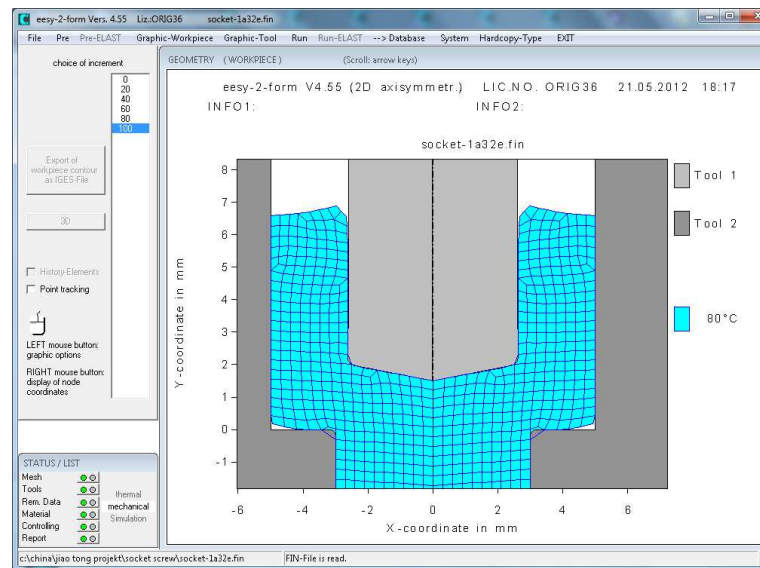 eesy-2-form Vers. 4.55 Liz.:ORIG36 socket-1a32e.fin
File Pre Pre-ELAST Graphic-Workpiece Graphic-Tool Run Run-ELAST --> Database System Hardcopy-Type EXIT
choice of increment
0
20
40
60
80
100
Export of
workpiece contour
as IGES-File
3D
History-Elements
Point tracking
LEFT mouse button:
graphic options
RIGHT mouse button:
display of node
coordinates
STATUS / LIST
Mesh
Tools
Rem. Data
Material
Controlling
Report
thermal
mechanical
Simulation
GEOMETRY (WORKPIECE) (Scroll: arrow keys)
eesy-2-form V4.55 (2D axisymmetr.) LIC.NO. ORIG36 21.05.2012 18:17
INFO1: INFO2:
socket-1a32e.fin
Y-coordinate in mm
8
7
6
5
4
3
2
1
0
-1
-6 -4 -2 0 2 4 6
X-coordinate in mm
Tool 1
Tool 2
80°C
c:\china\jiao tong projekt\socket screw\socket-1a32e.fin FIN-File is read.